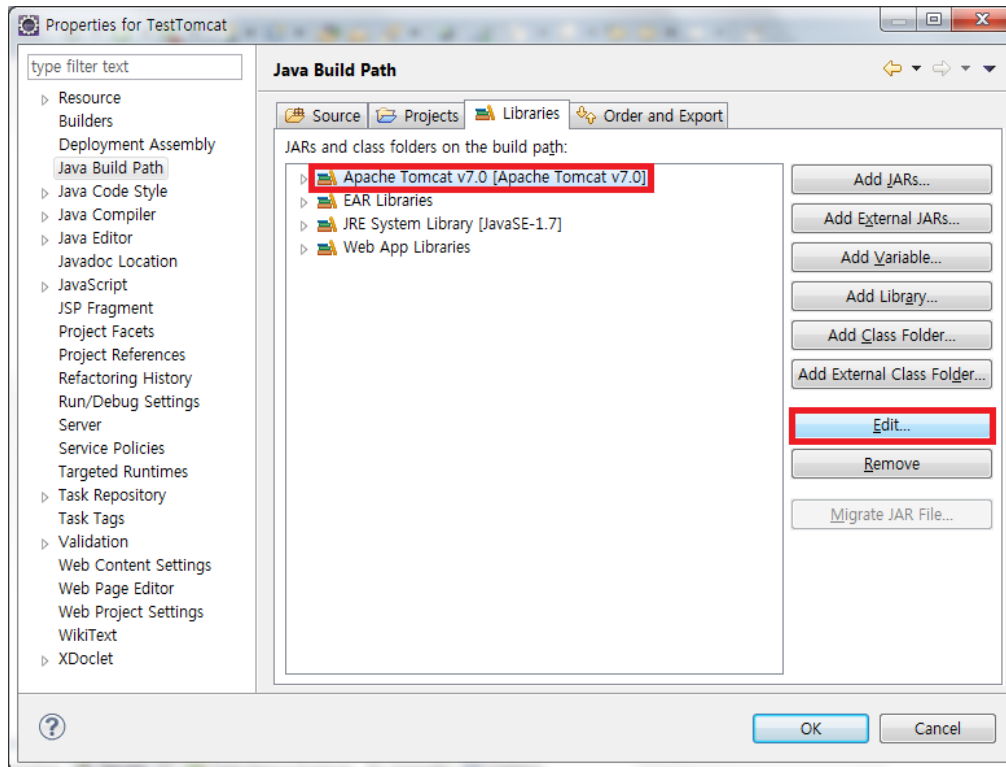 Properties for TestTomcat
type filter text
Resource
Builders
Deployment Assembly
Java Build Path
Java Code Style
Java Compiler
Java Editor
Javadoc Location
JavaScript
JSP Fragment
Project Facets
Project References
Refactoring History
Run/Debug Settings
Server
Service Policies
Targeted Runtimes
Task Repository
Task Tags
Validation
Web Content Settings
Web Page Editor
Web Project Settings
WikiText
XDoclet
Java Build Path
Source
Projects
Libraries
Order and Export
JARs and class folders on the build path:
Apache Tomcat v7.0 [Apache Tomcat v7.0]
EAR Libraries
JRE System Library [JavaSE-1.7]
Web App Libraries
Add JARs...
Add External JARs...
Add Variable...
Add Library...
Add Class Folder...
Add External Class Folder...
Edit...
Remove
Migrate JAR File...
OK
Cancel